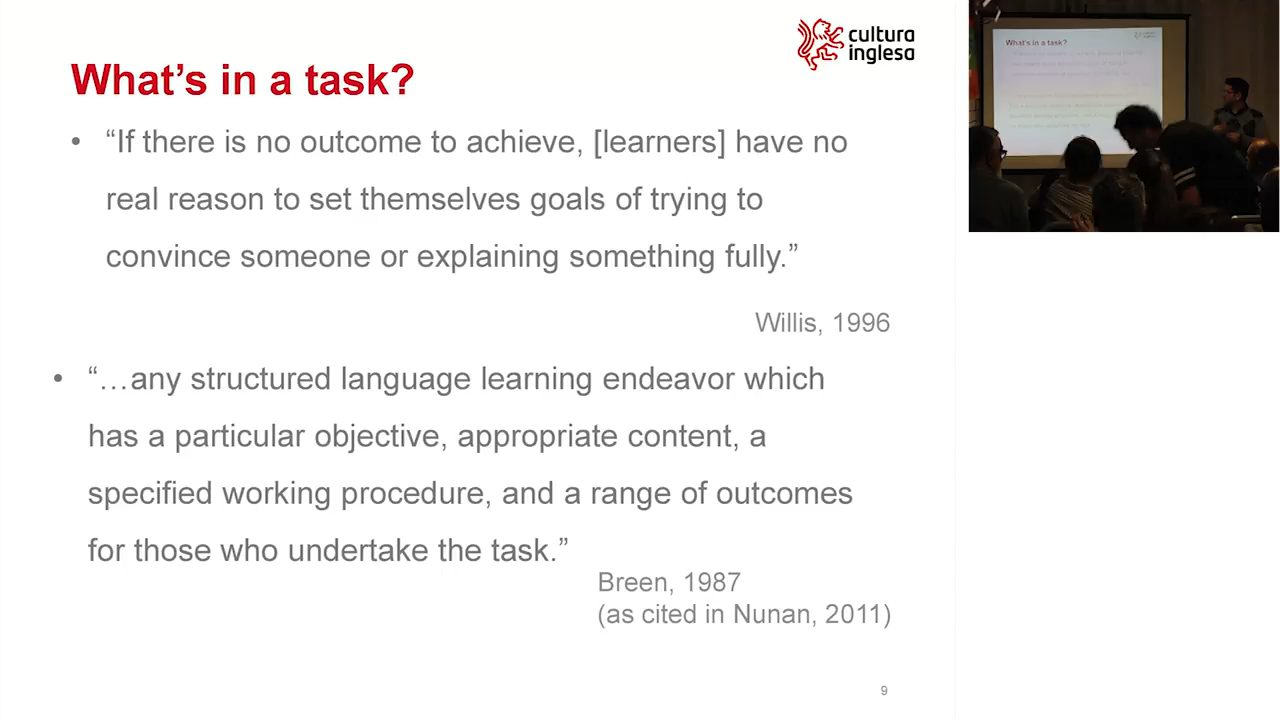 cultura
inglesa
What’s in a task?
• “If there is no outcome to achieve, [learners] have no
real reason to set themselves goals of trying to
convince someone or explaining something fully.”
Willis, 1996
• “…any structured language learning endeavor which
has a particular objective, appropriate content, a
specified working procedure, and a range of outcomes
for those who undertake the task.”
Breen, 1987
(as cited in Nunan, 2011)
9
What's in a task?